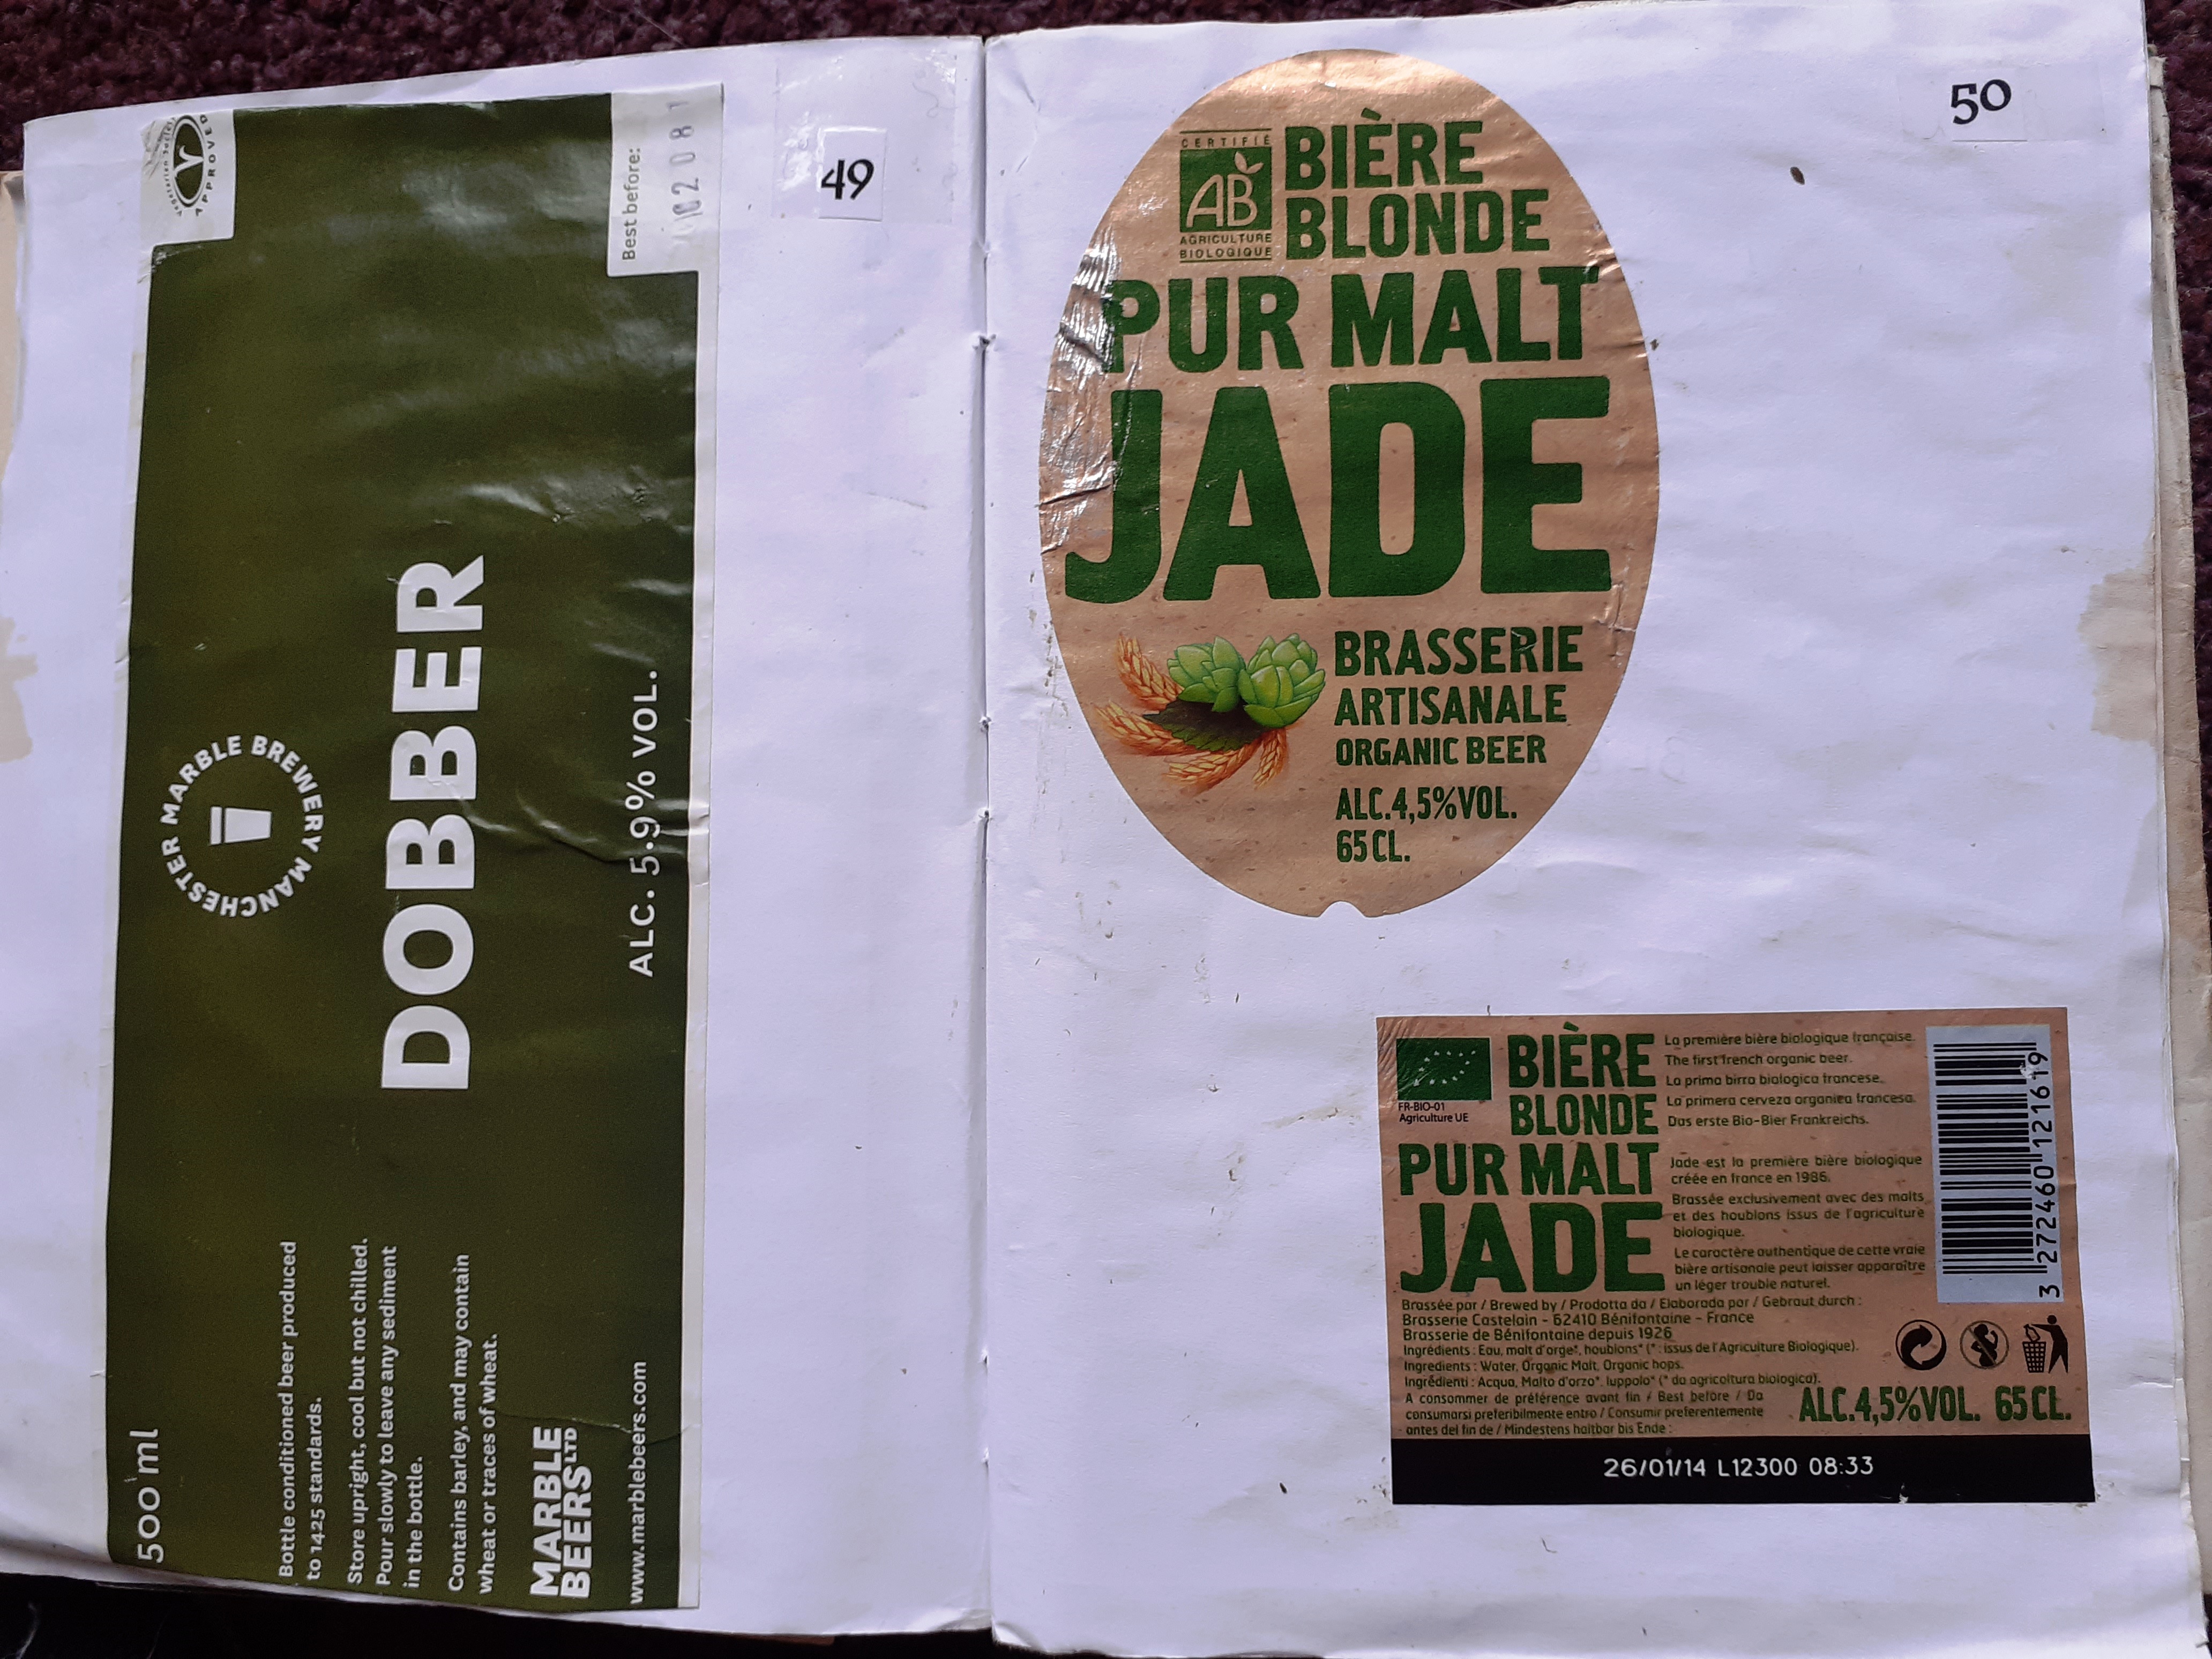 49
Vegetarian Society
APPROVED
Best before:
MANCHESTER MARBLE BREWERY
DOBBER
ALC. 5.9% VOL.
500 ml
Bottle conditioned beer produced
to 1425 standards.
Store upright, cool but not chilled.
Pour slowly to leave any sediment
in the bottle.
Contains barley, and may contain
wheat or traces of wheat.
MARBLE
BEERS LTD
www.marblebeers.com
50
CERTIFIÉ
AB
AGRICULTURE
BIOLOGIQUE
BIÈRE
BLONDE
PUR MALT
JADE
BRASSERIE
ARTISANALE
ORGANIC BEER
ALC.4,5%VOL.
65 CL.
FR-BIO-01
Agriculture UE
BIÈRE
BLONDE
PUR MALT
JADE
La première bière biologique française.
The first french organic beer.
La prima birra biologica francese.
La primera cerveza organica francesa.
Das erste Bio-Bier Frankreichs.
Jade est la première bière biologique
créée en france en 1986.
Brassée exclusivement avec des malts
et des houblons issus de l'agriculture
biologique.
Le caractère authentique de cette vraie
bière artisanale peut laisser apparaître
un léger trouble naturel.
Brassée par / Brewed by / Prodotta da / Elaborada por / Gebraut durch :
Brasserie Castelain - 62410 Bénifontaine - France
Brasserie de Bénifontaine depuis 1926
Ingrédients : Eau, malt d'orge*, houblons* (* : issus de l'Agriculture Biologique).
Ingredients : Water, Organic Malt, Organic hops.
Ingrédienti : Acqua, Malto d'orzo*, luppolo* (* da agricoltura biologica).
A consommer de préférence avant fin / Best before / Da
consumarsi preferibilmente entro / Consumir preferentemente
antes del fin de / Mindestens haltbar bis Ende :
ALC.4,5%VOL. 65 CL.
26/01/14 L12300 08:33
3 272460 121619